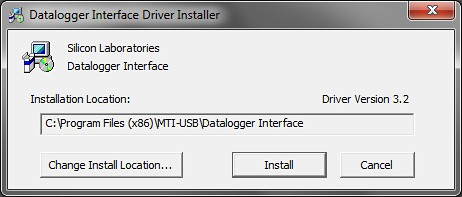 Datalogger Interface Driver Installer
Silicon Laboratories
Datalogger Interface
Installation Location:
Driver Version 3.2
C:\Program Files (x86)\MTI-USB\Datalogger Interface
Change Install Location...
Install
Cancel